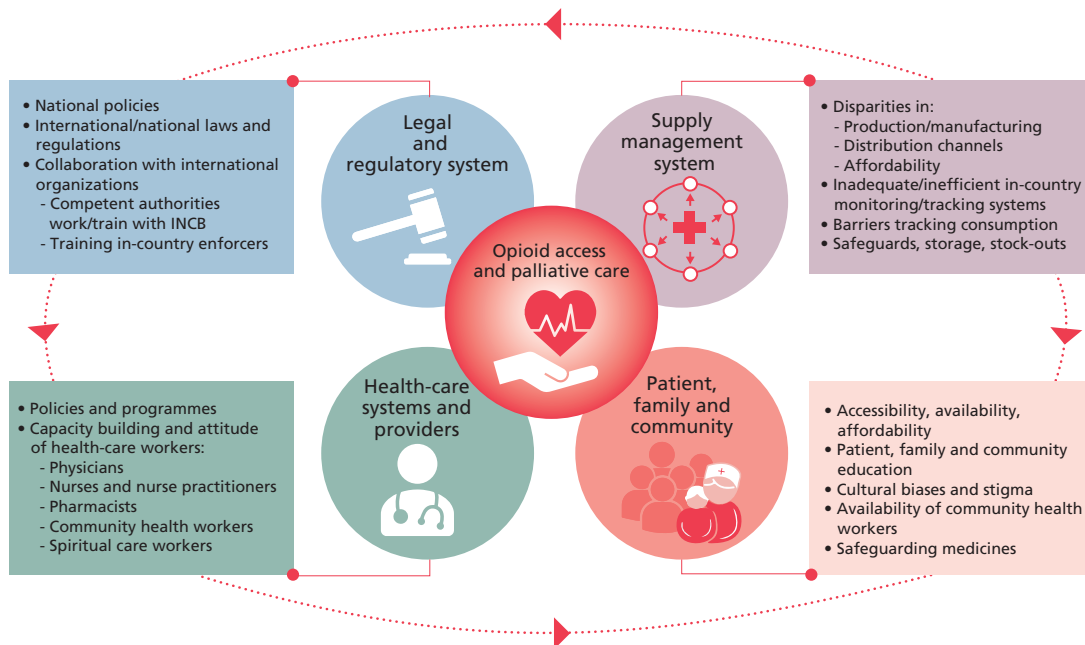 • National policies
• International/national laws and
regulations
• Collaboration with international
organizations
- Competent authorities
work/train with INCB
- Training in-country enforcers
Legal
and
regulatory system
Supply
management
system
• Disparities in:
- Production/manufacturing
- Distribution channels
- Affordability
• Inadequate/inefficient in-country
monitoring/tracking systems
• Barriers tracking consumption
• Safeguards, storage, stock-outs
Opioid access
and palliative care
• Policies and programmes
• Capacity building and attitude
of health-care workers:
- Physicians
- Nurses and nurse practitioners
- Pharmacists
- Community health workers
- Spiritual care workers
Health-care
systems and
providers
Patient,
family and
community
• Accessibility, availability,
affordability
• Patient, family and community
education
• Cultural biases and stigma
• Availability of community health
workers
• Safeguarding medicines